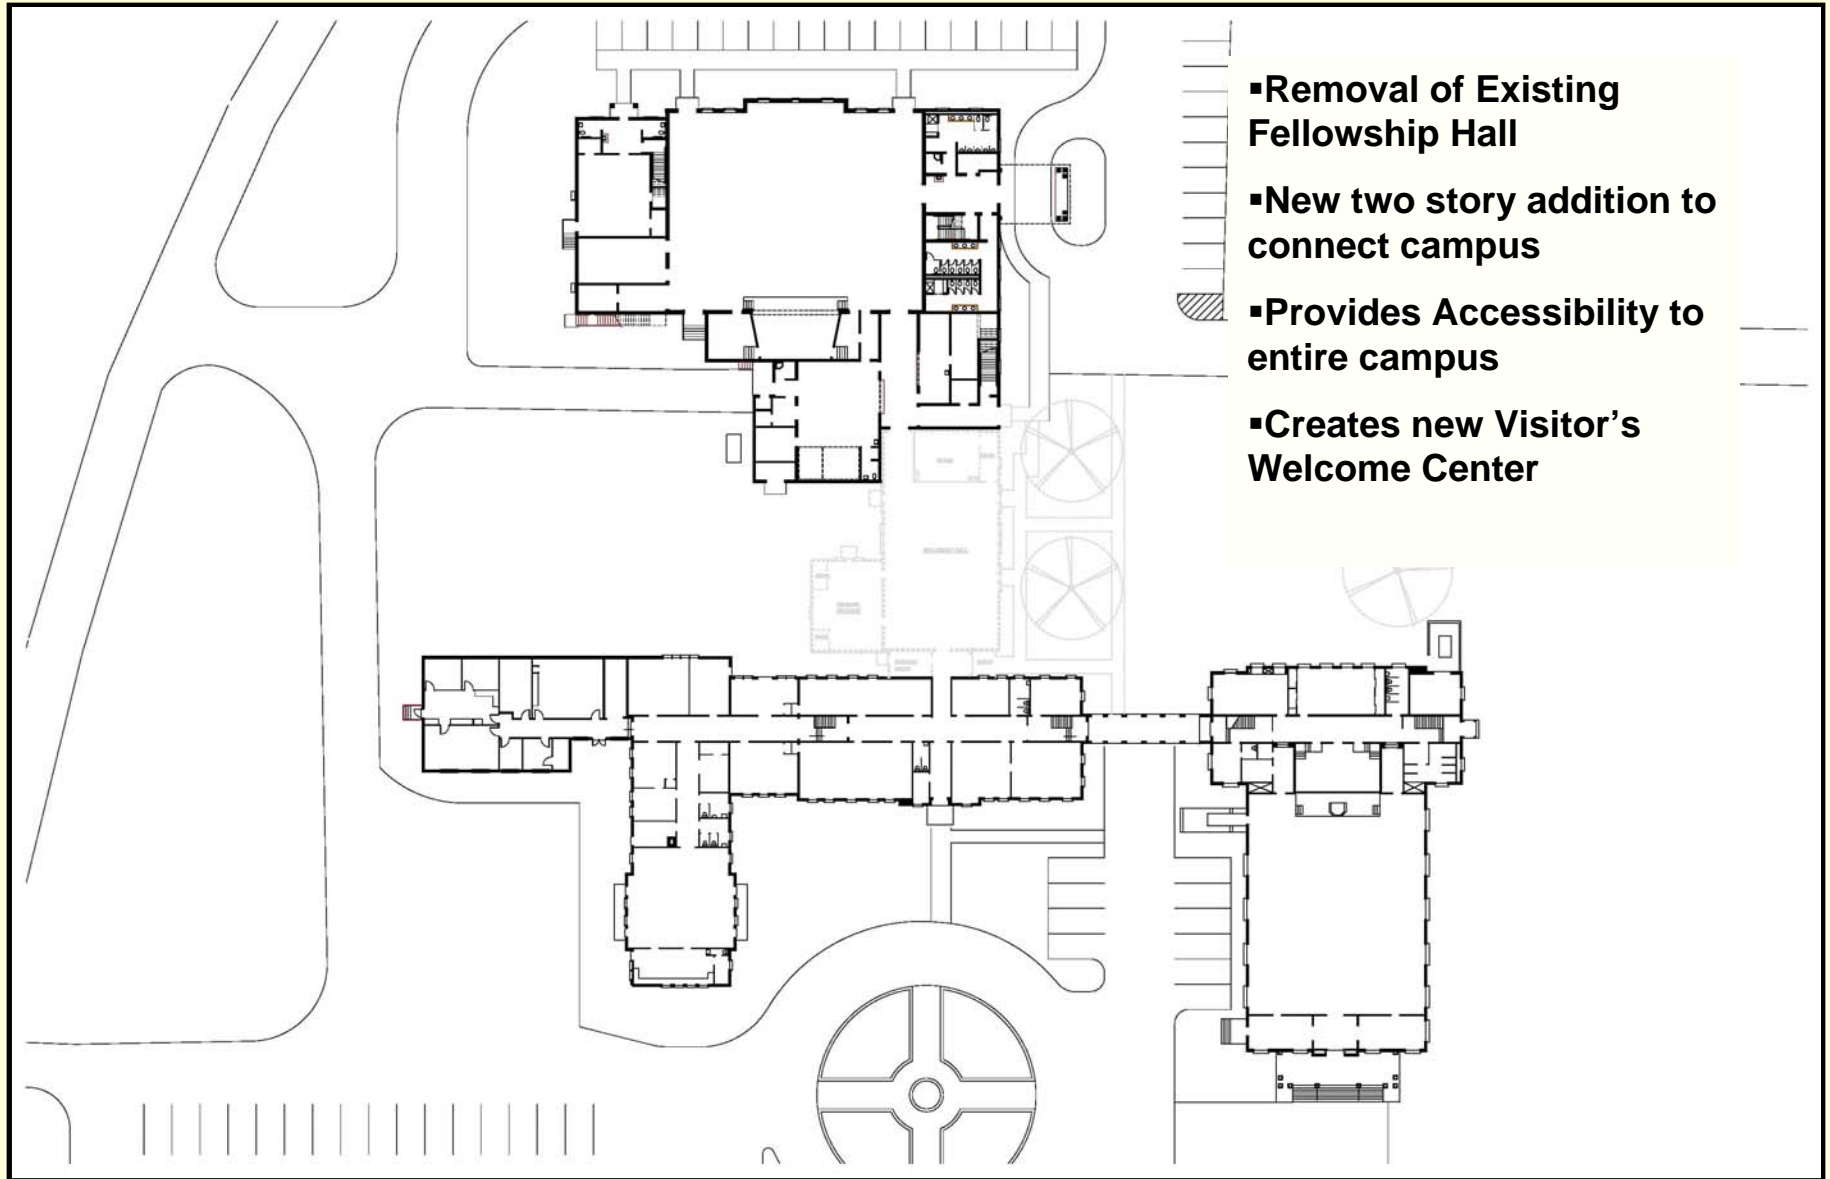 ▪Removal of Existing
Fellowship Hall
▪New two story addition to
connect campus
▪Provides Accessibility to
entire campus
▪Creates new Visitor’s
Welcome Center